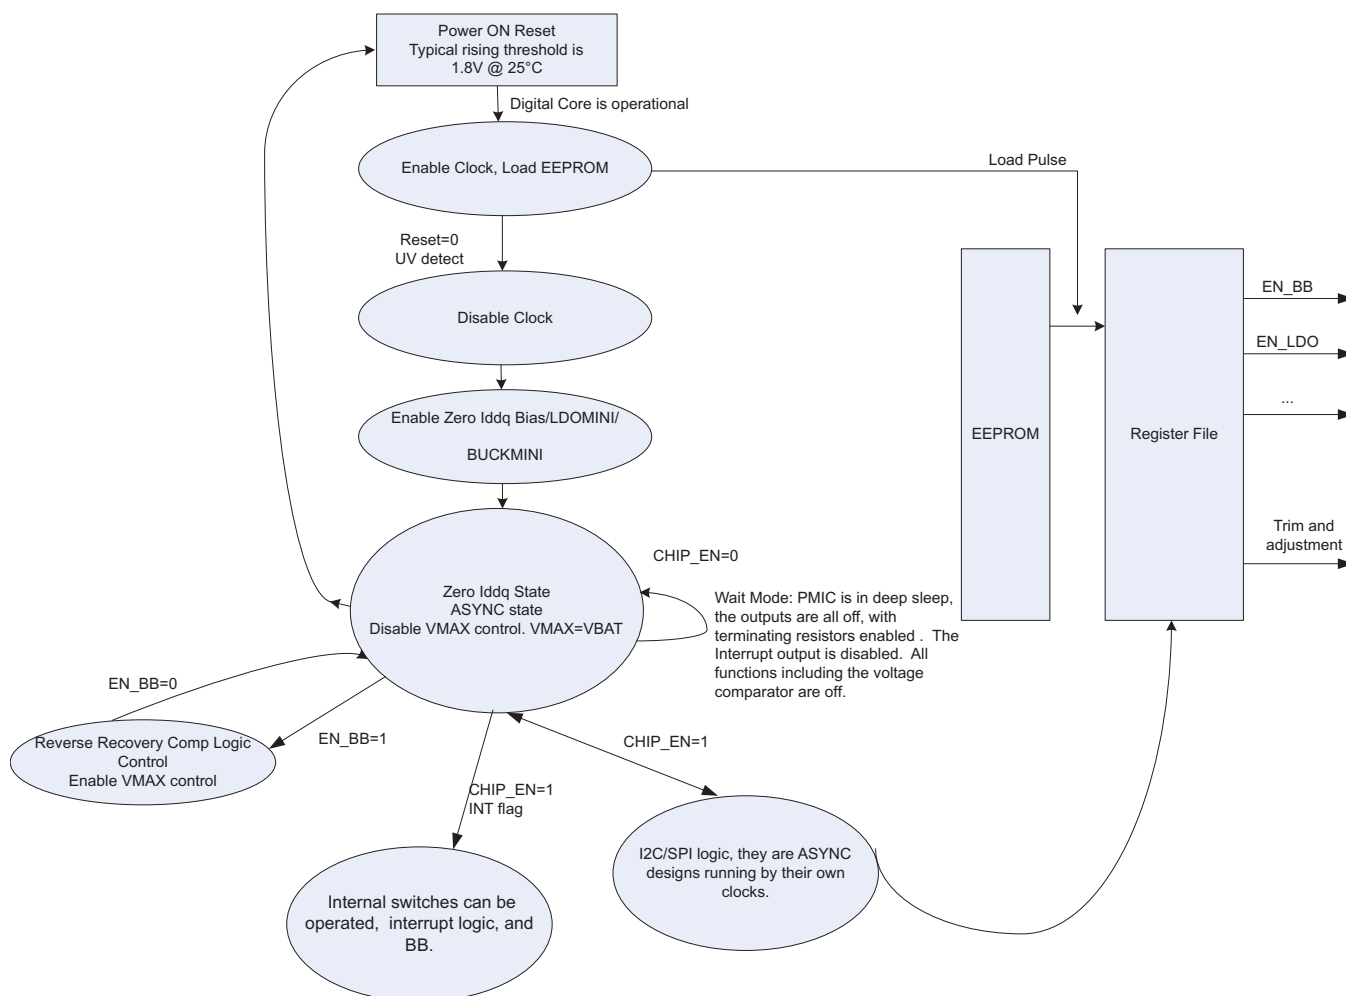 Power ON Reset
Typical rising threshold is
1.8V @ 25°C
Digital Core is operational
Enable Clock, Load EEPROM
Load Pulse
Reset=0
UV detect
Disable Clock
Enable Zero Iddq Bias/LDOMINI/
BUCKMINI
EEPROM
Register File
EN_BB
EN_LDO
...
Trim and
adjustment
CHIP_EN=0
Zero Iddq State
ASYNC state
Disable VMAX control. VMAX=VBAT
Wait Mode: PMIC is in deep sleep,
the outputs are all off, with
terminating resistors enabled . The
Interrupt output is disabled. All
functions including the voltage
comparator are off.
EN_BB=0
EN_BB=1
Reverse Recovery Comp Logic
Control
Enable VMAX control
CHIP_EN=1
INT flag
CHIP_EN=1
Internal switches can be
operated, interrupt logic, and
BB.
I2C/SPI logic, they are ASYNC
designs running by their own
clocks.